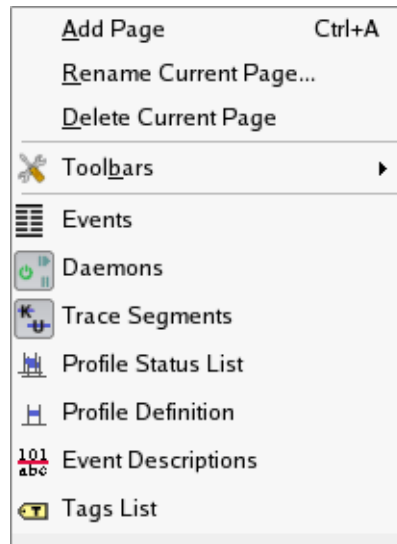 Add Page Ctrl+A
Rename Current Page...
Delete Current Page
Toolbars
Events
Daemons
K U Trace Segments
Profile Status List
Profile Definition
101 abc Event Descriptions
T Tags List